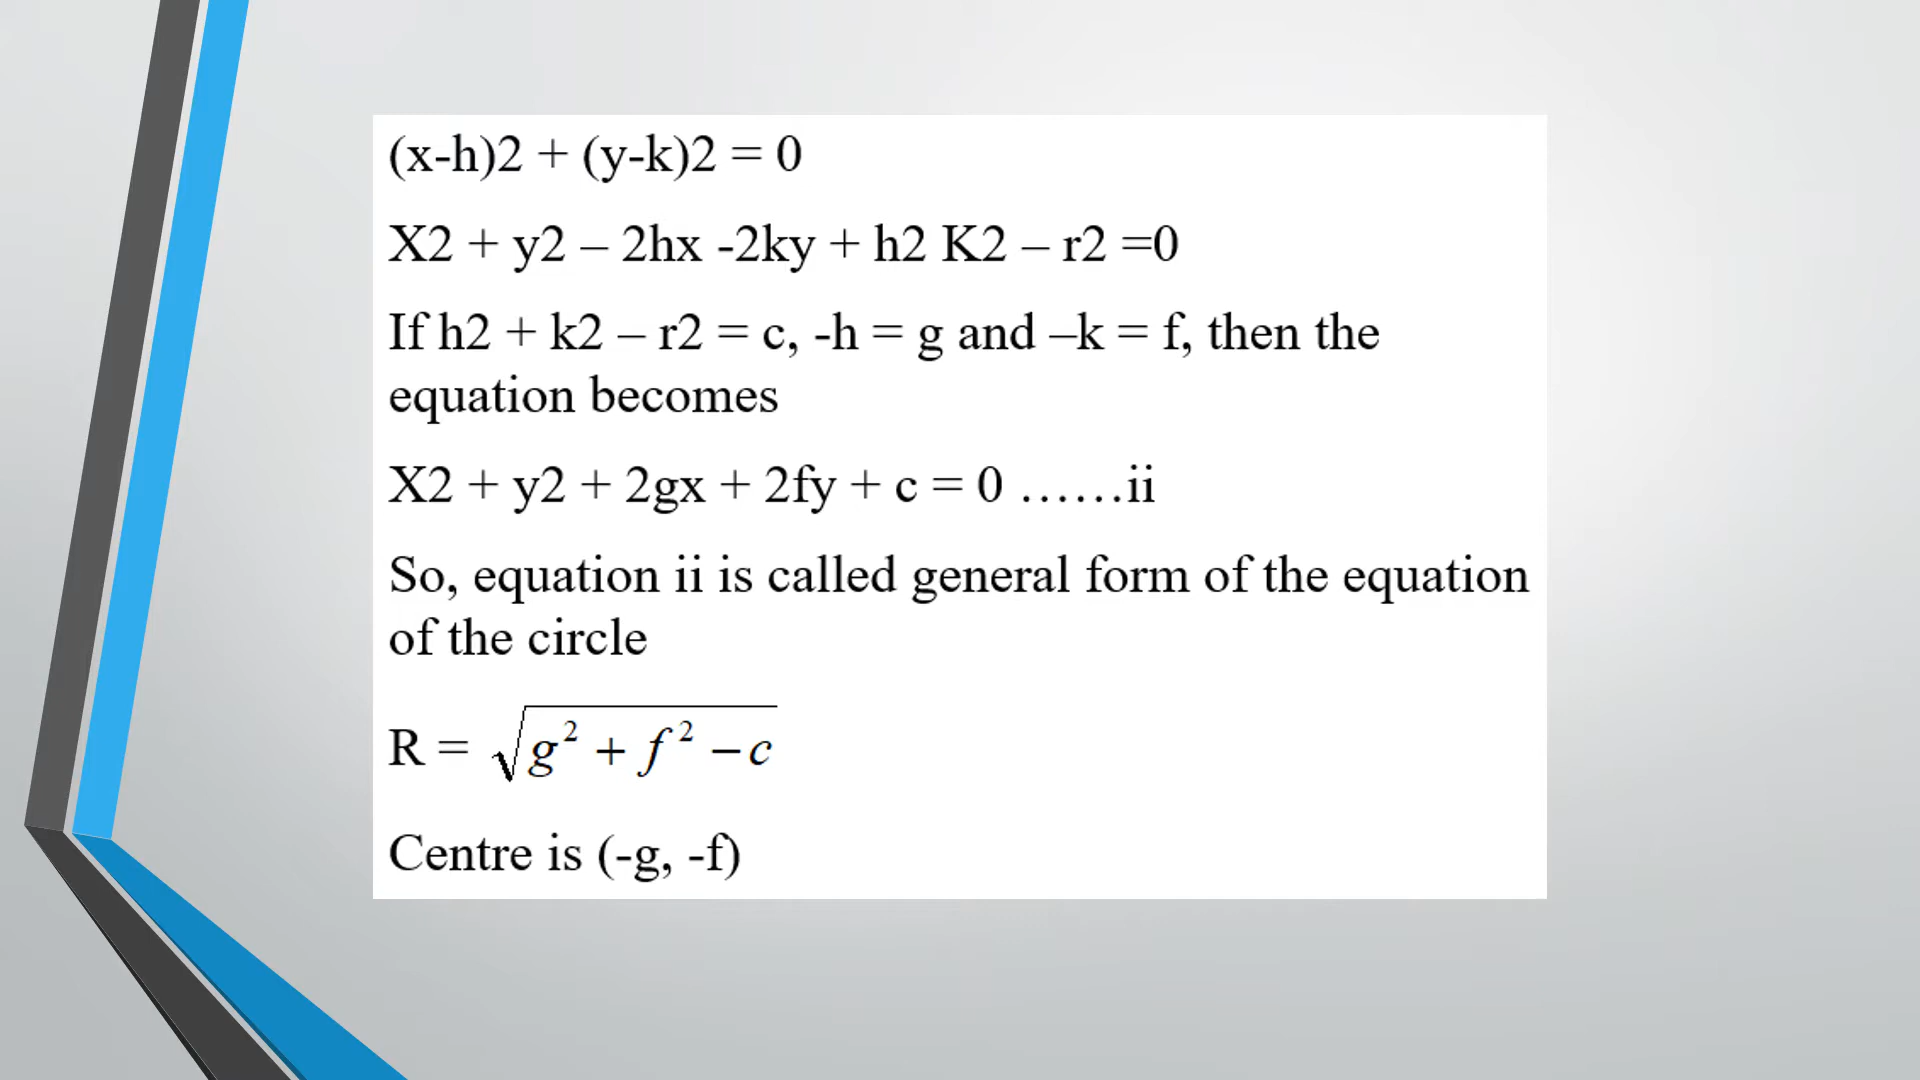 (x-h)2 + (y-k)2 = 0
X2 + y2 – 2hx -2ky + h2 K2 – r2 =0
If h2 + k2 – r2 = c, -h = g and –k = f, then the
equation becomes
X2 + y2 + 2gx + 2fy + c = 0 ……ii
So, equation ii is called general form of the equation
of the circle
R = √(g² + f² – c)
Centre is (-g, -f)